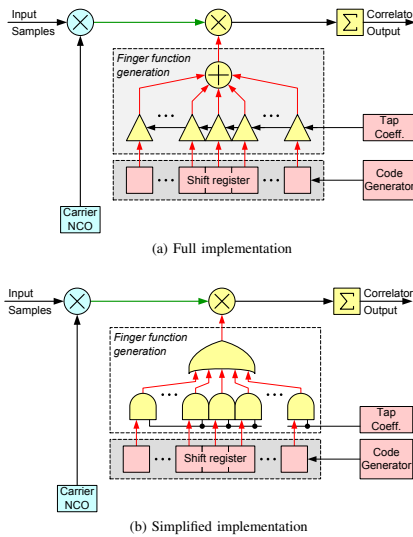 Input
Samples
Correlator
Output
Σ
Finger function
generation
Tap
Coeff.
Shift register
Code
Generator
Carrier
NCO
(a) Full implementation
Input
Samples
Correlator
Output
Σ
Finger function
generation
Tap
Coeff.
Shift register
Code
Generator
Carrier
NCO
(b) Simplified implementation